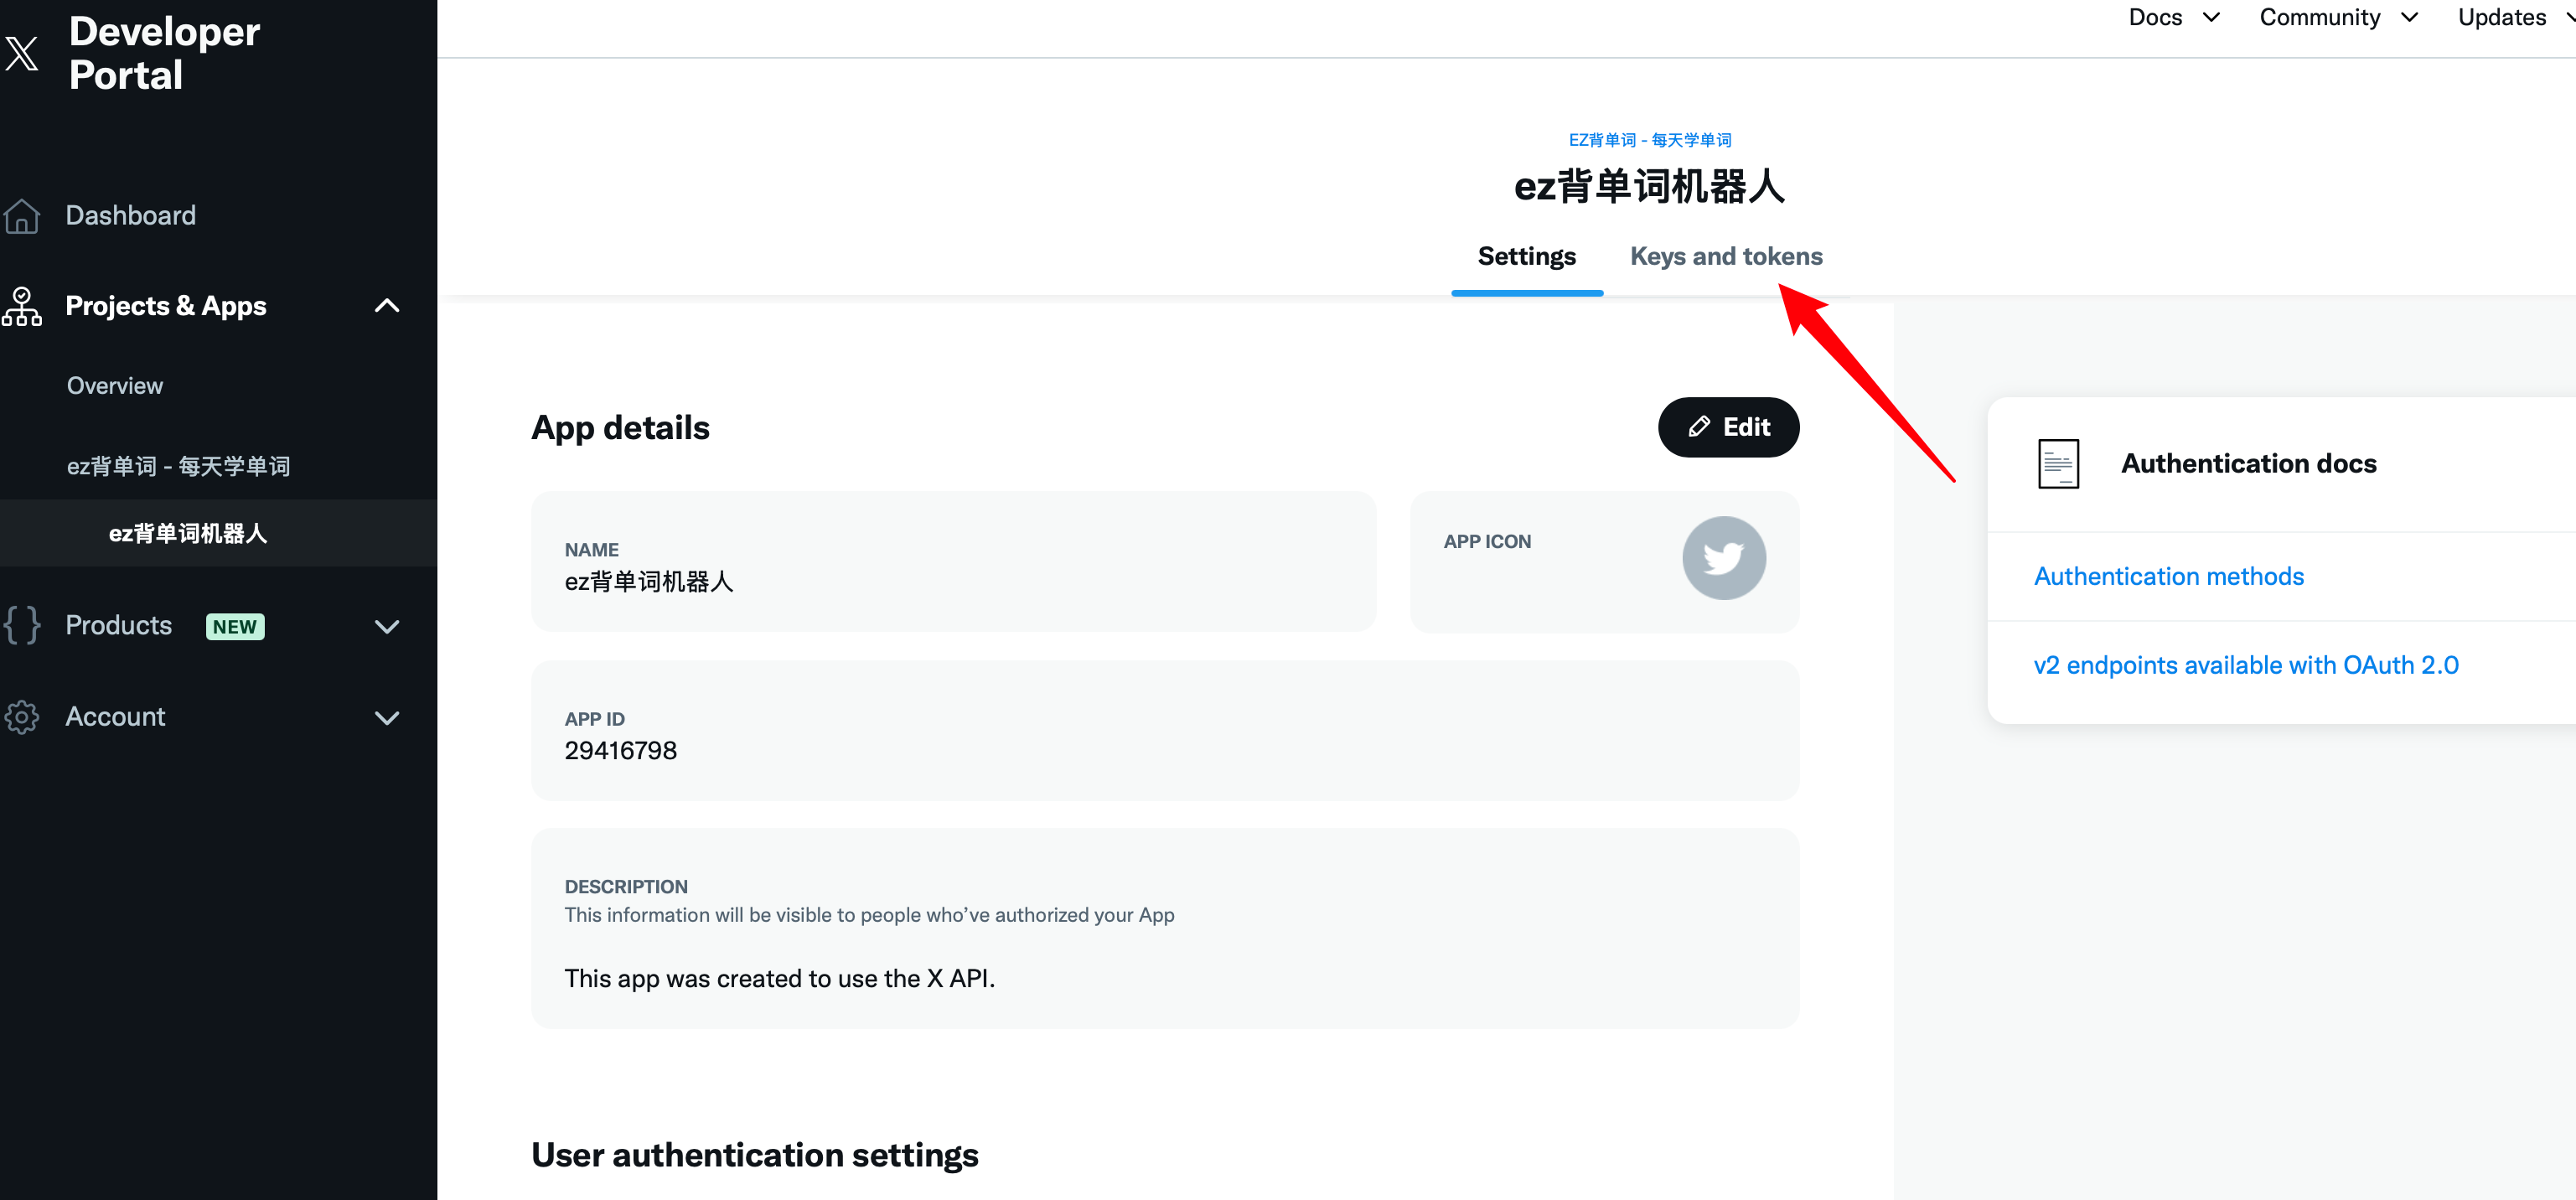 Developer
Portal
Docs
Community
Updates
Dashboard
Projects & Apps
Overview
ez背单词 - 每天学单词
ez背单词机器人
Products NEW
Account
EZ背单词 - 每天学单词
ez背单词机器人
Settings
Keys and tokens
App details
Edit
NAME
ez背单词机器人
APP ICON
APP ID
29416798
DESCRIPTION
This information will be visible to people who’ve authorized your App
This app was created to use the X API.
User authentication settings
Authentication docs
Authentication methods
v2 endpoints available with OAuth 2.0